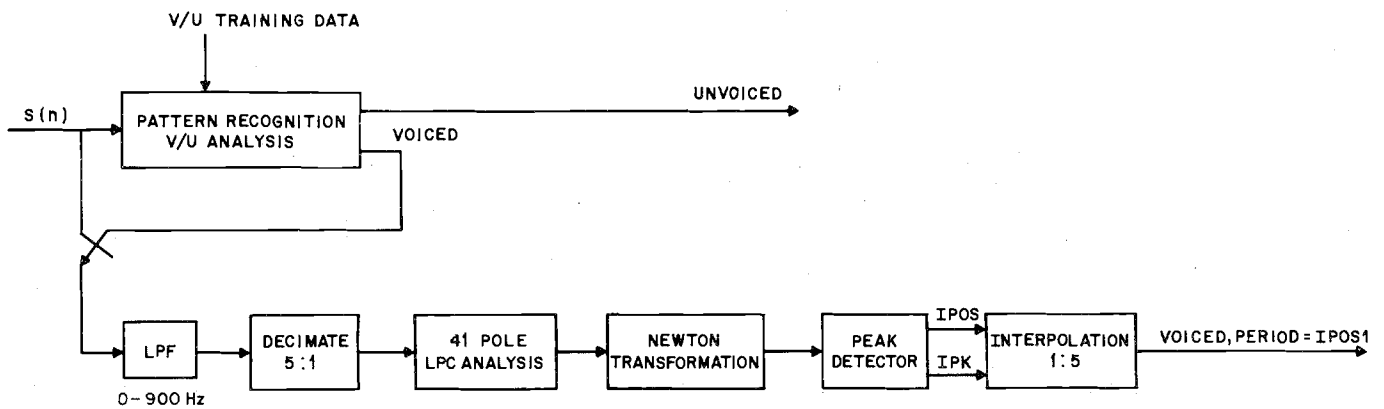 V/U TRAINING DATA
S(n)
PATTERN RECOGNITION
V/U ANALYSIS
UNVOICED
VOICED
LPF
0-900 Hz
DECIMATE
5:1
41 POLE
LPC ANALYSIS
NEWTON
TRANSFORMATION
PEAK
DETECTOR
IPOS
IPK
INTERPOLATION
1:5
VOICED, PERIOD = IPOS1